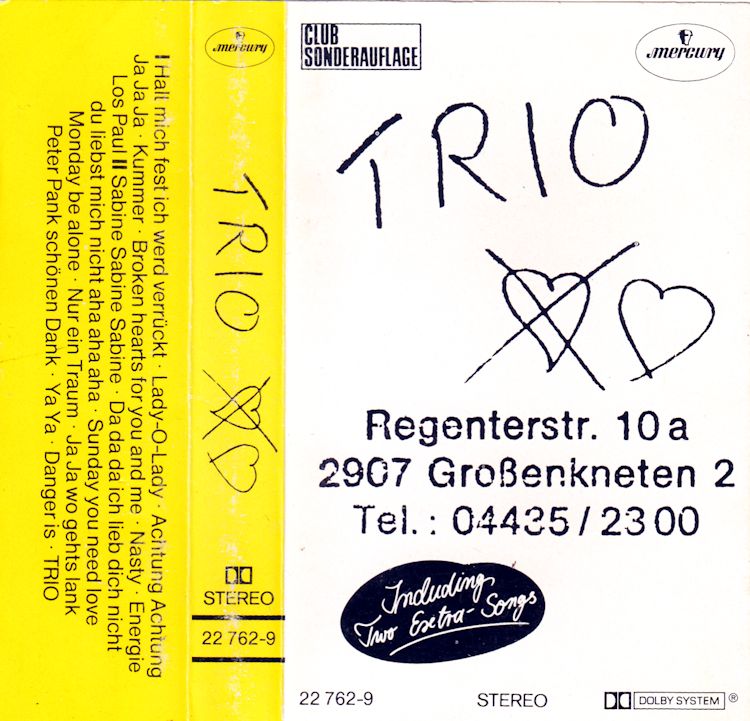 I Halt mich fest ich werd verrückt · Lady-O-Lady · Achtung Achtung
Ja Ja Ja · Kummer · Broken hearts for you and me · Nasty · Energie
Los Paul II Sabine Sabine Sabine · Da da da ich lieb dich nicht
du liebst mich nicht aha aha aha · Sunday you need love
Monday be alone · Nur ein Traum · Ja Ja wo gehts lank
Peter Pank schönen Dank · Ya Ya · Danger is · TRIO
mercury
TRIO
STEREO
22 762-9
CLUB
SONDERAUFLAGE
mercury
TRIO
Regenterstr. 10a
2907 Großenkneten 2
Tel.: 04435/2300
Including
Two Extra-Songs
22 762-9
STEREO
DOLBY SYSTEM ®